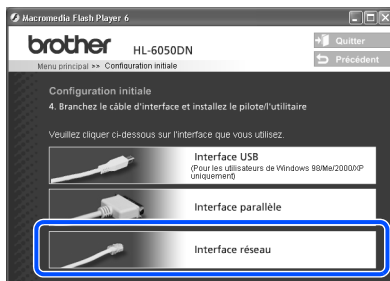 Macromedia Flash Player 6
brother
HL-6050DN
Quitter
Menu principal >> Configuration initiale
Précédent
Configuration initiale
4. Branchez le câble d'interface et installez le pilote/l'utilitaire
Veuillez cliquer ci-dessous sur l'interface que vous utilisez.
Interface USB
(Pour les utilisateurs de Windows 98/Me/2000/XP
uniquement)
Interface parallèle
Interface réseau